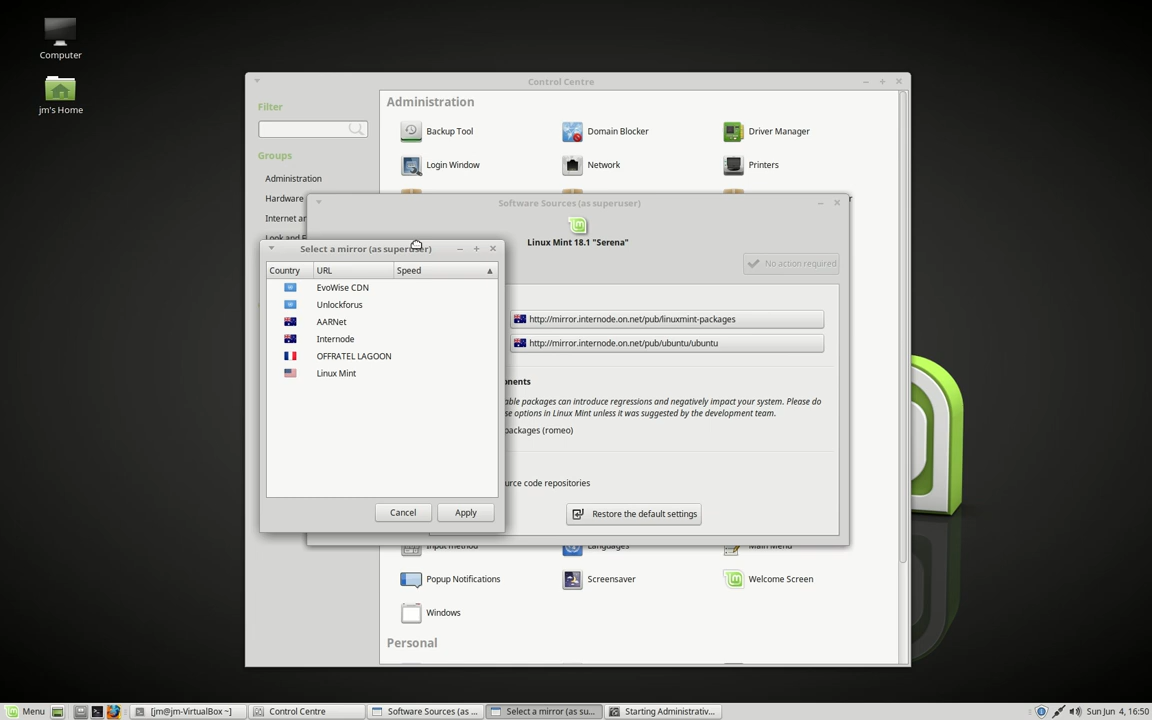 Computer
jm's Home
Control Centre
Filter
Groups
Administration
Hardware
Internet ar
Administration
Backup Tool
Domain Blocker
Driver Manager
Login Window
Network
Printers
Software Sources (as superuser)
Linux Mint 18.1 "Serena"
No action required
http://mirror.internode.on.net/pub/linuxmint-packages
http://mirror.internode.on.net/pub/ubuntu/ubuntu
onents
able packages can introduce regressions and negatively impact your system. Please do
se options in Linux Mint unless it was suggested by the development team.
packages (romeo)
urce code repositories
Restore the default settings
Select a mirror (as superuser)
Country URL Speed
EvoWise CDN
Unlockforus
AARNet
Internode
OFFRATEL LAGOON
Linux Mint
Cancel
Apply
Input method
Languages
Main Menu
Popup Notifications
Screensaver
Welcome Screen
Windows
Personal
Menu
[jm@jm-VirtualBox ~]
Control Centre
Software Sources (as ...
Select a mirror (as su...
Starting Administrativ...
Sun Jun 4, 16:50